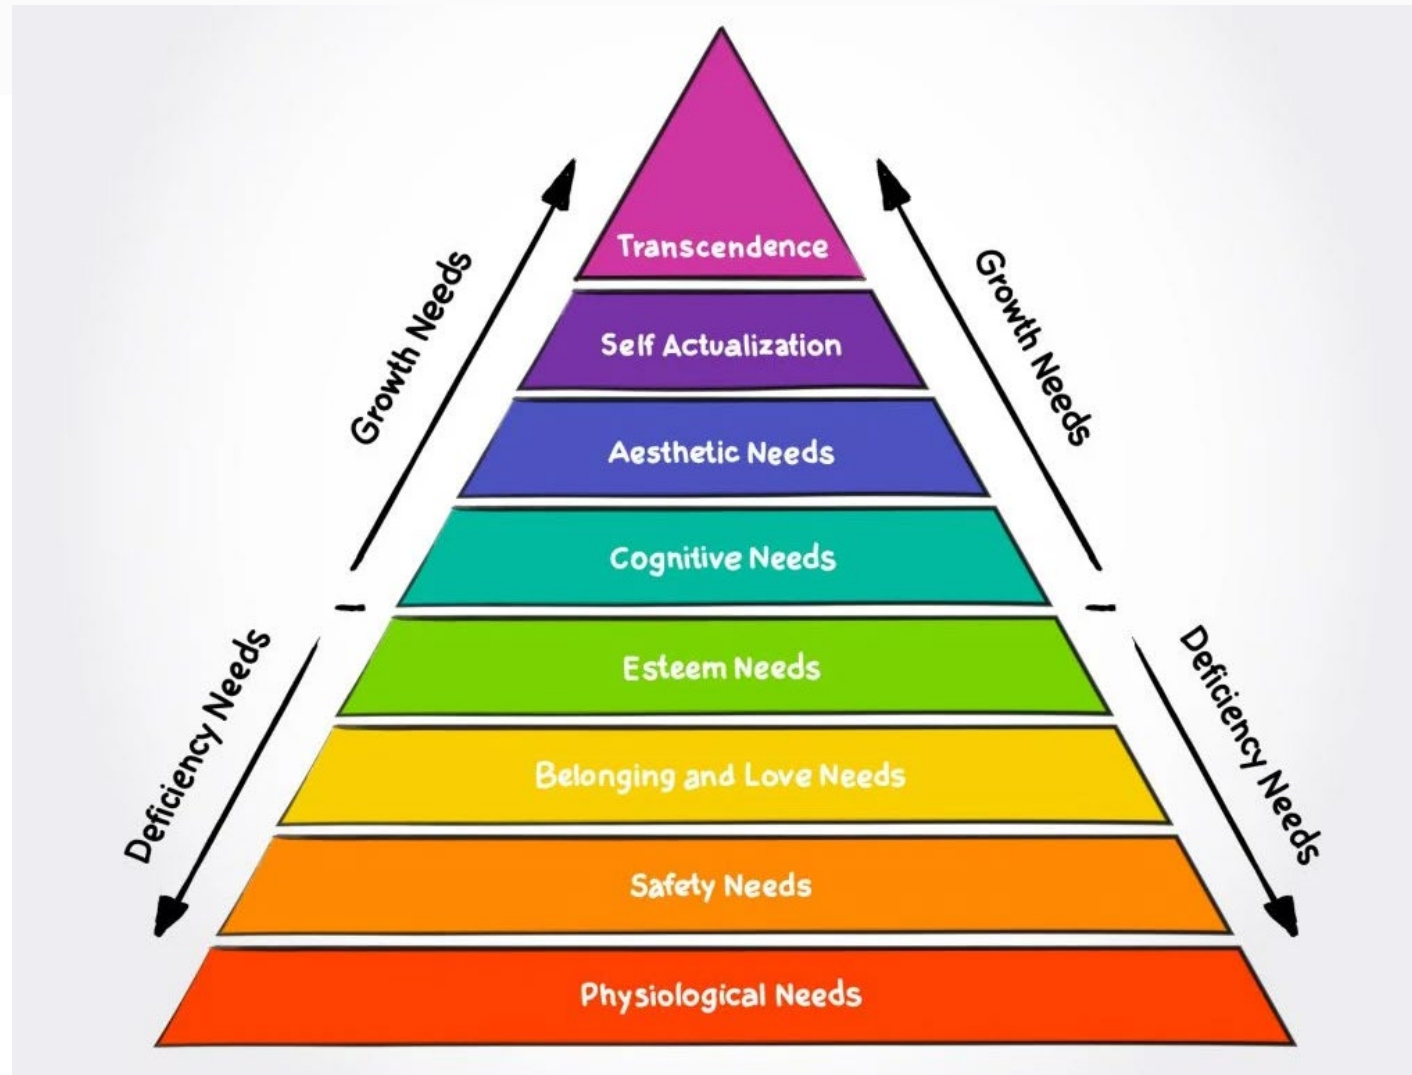 Transcendence
Growth Needs
Growth Needs
Self Actualization
Aesthetic Needs
Cognitive Needs
Deficiency Needs
Deficiency Needs
Esteem Needs
Belonging and Love Needs
Safety Needs
Physiological Needs